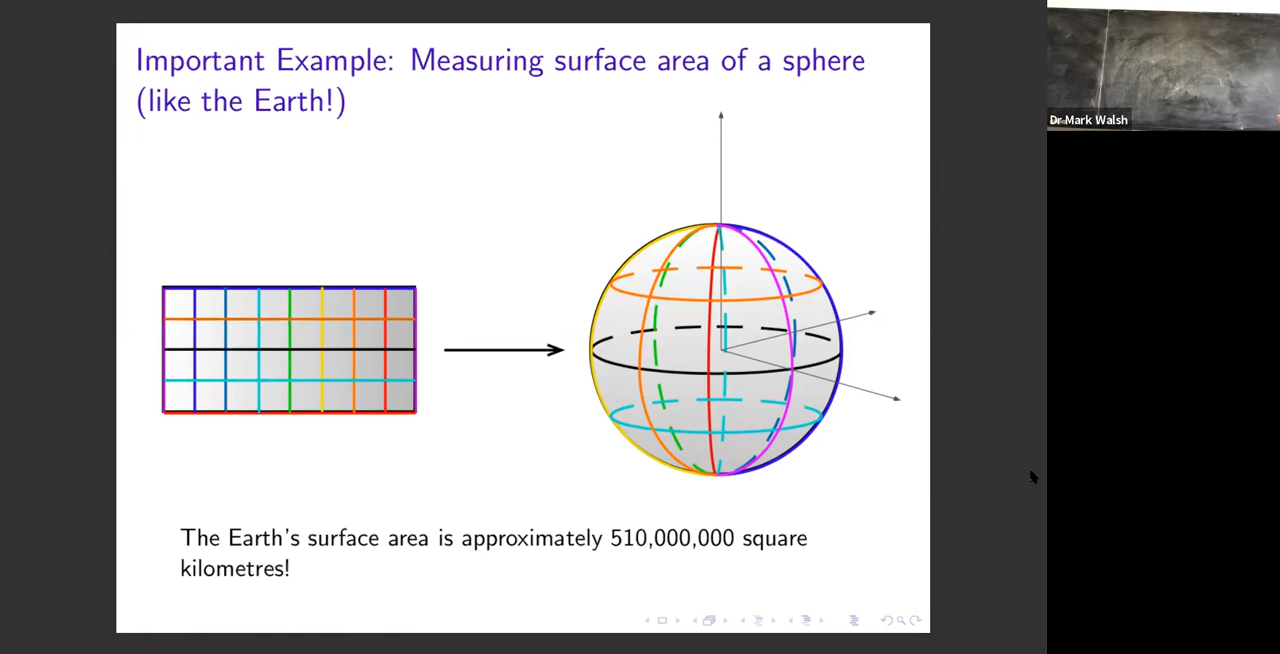 Important Example: Measuring surface area of a sphere
(like the Earth!)
Dr Mark Walsh
The Earth's surface area is approximately 510,000,000 square
kilometres!